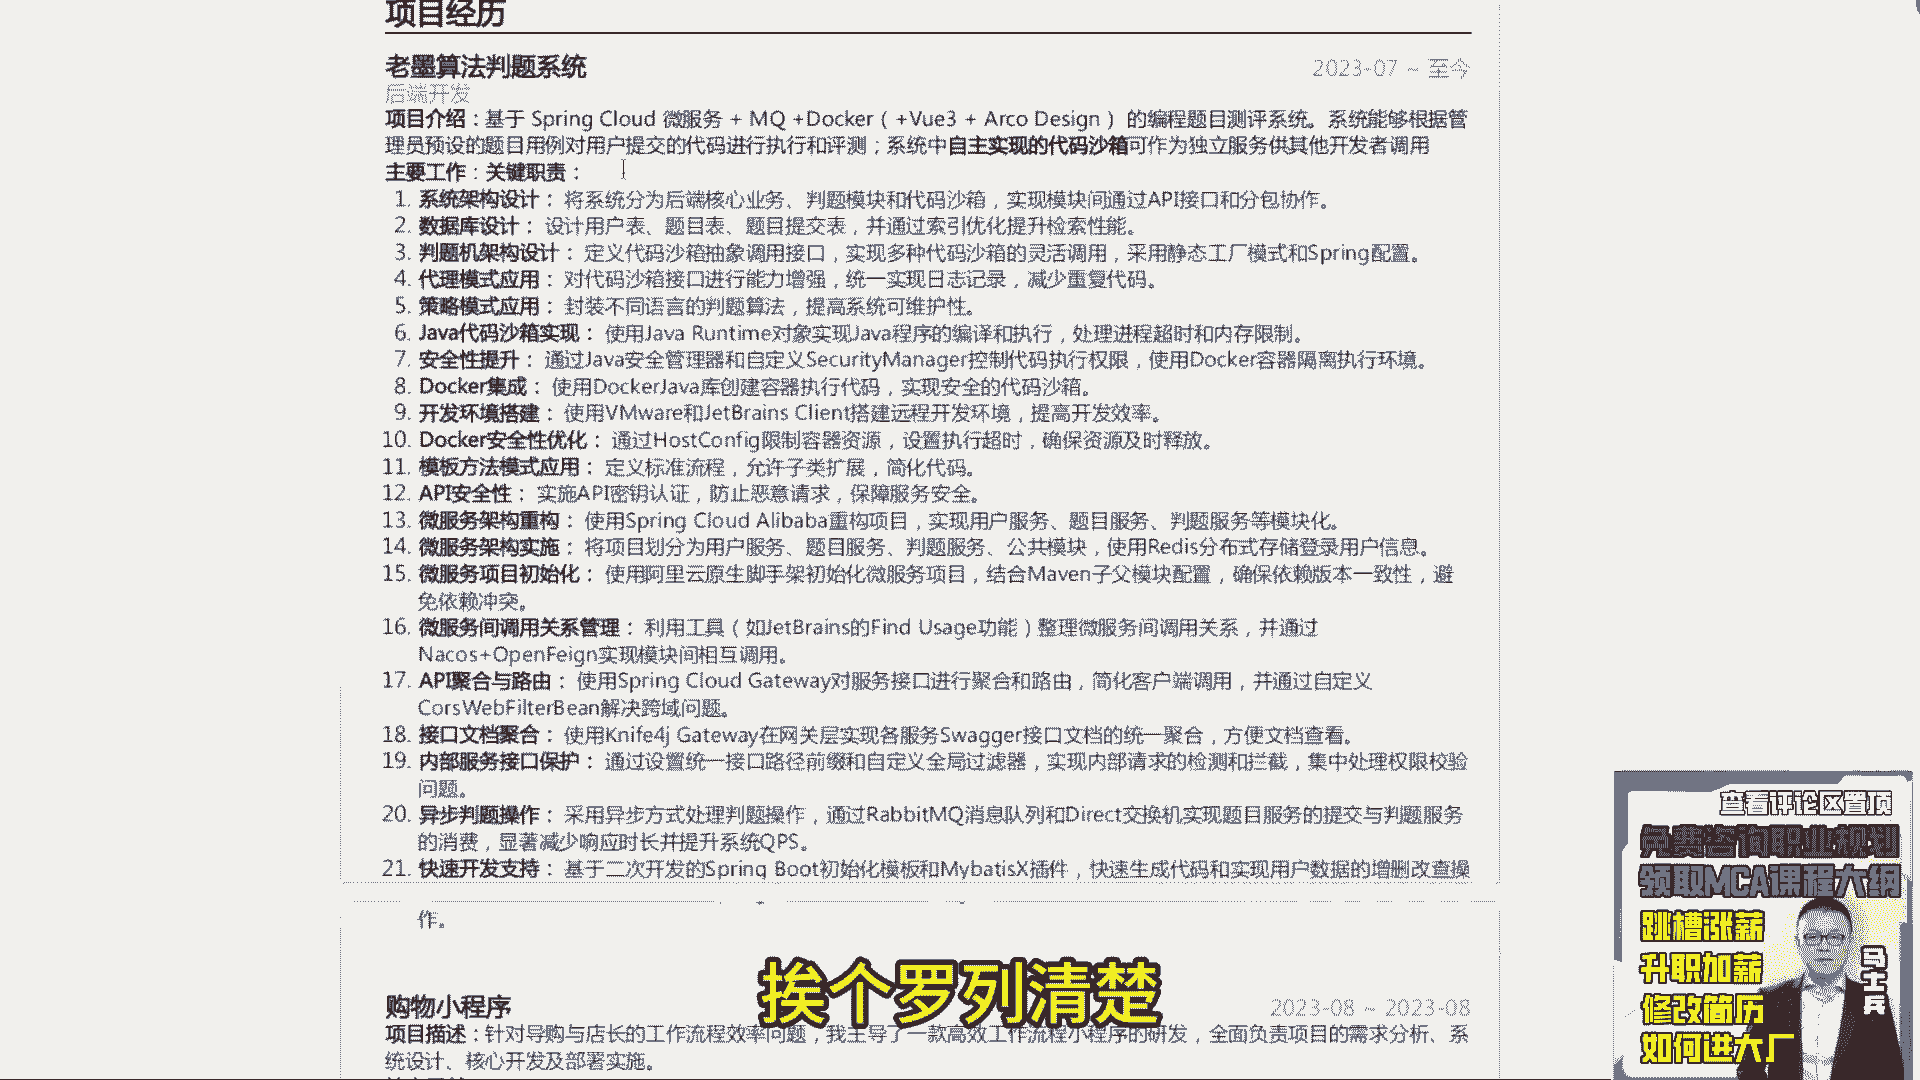 项目经历
老墨算法判题系统
2023-07 ~ 至今
后端开发
项目介绍：基于 Spring Cloud 微服务 + MQ +Docker（ +Vue3 + Arco Design ） 的编程题目测评系统。系统能够根据管
理员预设的题目用例对用户提交的代码进行执行和评测；系统中自主实现的代码沙箱可作为独立服务供其他开发者调用
主要工作：关键职责：
1. 系统架构设计： 将系统分为后端核心业务、判题模块和代码沙箱，实现模块间通过API接口和分包协作。
2. 数据库设计： 设计用户表、题目表、题目提交表，并通过索引优化提升检索性能。
3. 判题机架构设计： 定义代码沙箱抽象调用接口，实现多种代码沙箱的灵活调用，采用静态工厂模式和Spring配置。
4. 代理模式应用： 对代码沙箱接口进行能力增强，统一实现日志记录，减少重复代码。
5. 策略模式应用： 封装不同语言的判题算法，提高系统可维护性。
6. Java代码沙箱实现： 使用Java Runtime对象实现Java程序的编译和执行，处理进程超时和内存限制。
7. 安全性提升： 通过Java安全管理器和自定义SecurityManager控制代码执行权限，使用Docker容器隔离执行环境。
8. Docker集成： 使用DockerJava库创建容器执行代码，实现安全的代码沙箱。
9. 开发环境搭建： 使用VMware和JetBrains Client搭建远程开发环境，提高开发效率。
10. Docker安全性优化： 通过HostConfig限制容器资源，设置执行超时，确保资源及时释放。
11. 模板方法模式应用： 定义标准流程，允许子类扩展，简化代码。
12. API安全性： 实施API密钥认证，防止恶意请求，保障服务安全。
13. 微服务架构重构： 使用Spring Cloud Alibaba重构项目，实现用户服务、题目服务、判题服务等模块化。
14. 微服务架构实施： 将项目划分为用户服务、题目服务、判题服务、公共模块，使用Redis分布式存储登录用户信息。
15. 微服务项目初始化： 使用阿里云原生脚手架初始化微服务项目，结合Maven子父模块配置，确保依赖版本一致性，避
免依赖冲突。
16. 微服务间调用关系管理： 利用工具（如JetBrains的Find Usage功能）整理微服务间调用关系，并通过
Nacos+OpenFeign实现模块间相互调用。
17. API聚合与路由： 使用Spring Cloud Gateway对服务接口进行聚合和路由，简化客户端调用，并通过自定义
CorsWebFilterBean解决跨域问题。
18. 接口文档聚合： 使用Knife4j Gateway在网关层实现各服务Swagger接口文档的统一聚合，方便文档查看。
19. 内部服务接口保护： 通过设置统一接口路径前缀和自定义全局过滤器，实现内部请求的检测和拦截，集中处理权限校验
问题。
20. 异步判题操作： 采用异步方式处理判题操作，通过RabbitMQ消息队列和Direct交换机实现题目服务的提交与判题服务
的消费，显著减少响应时长并提升系统QPS。
21. 快速开发支持： 基于二次开发的Spring Boot初始化模板和MybatisX插件，快速生成代码和实现用户数据的增删改查操
作。
挨个罗列清楚
购物小程序
2023-08 ~ 2023-08
项目描述：针对导购与店长的工作流程效率问题，我主导了一款高效工作流程小程序的研发，全面负责项目的需求分析、系
统设计、核心开发及部署实施。
查看评论区置顶
免费咨询职业规划
领取MCA课程大纲
跳槽涨薪
升职加薪
修改简历
如何进大厂
马士兵